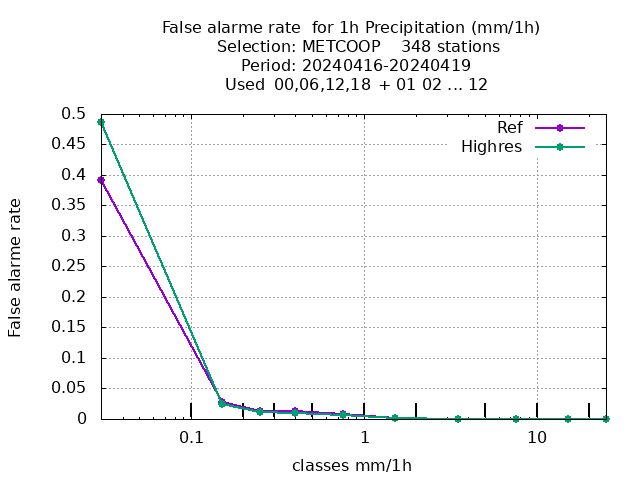 False alarme rate  for 1h Precipitation (mm/1h)
Selection: METCOOP    348 stations
Period: 20240416-20240419
Used  00,06,12,18 + 01 02 ... 12
Ref
Highres
False alarme rate
0.5
0.45
0.4
0.35
0.3
0.25
0.2
0.15
0.1
0.05
0
0.1
1
10
classes mm/1h